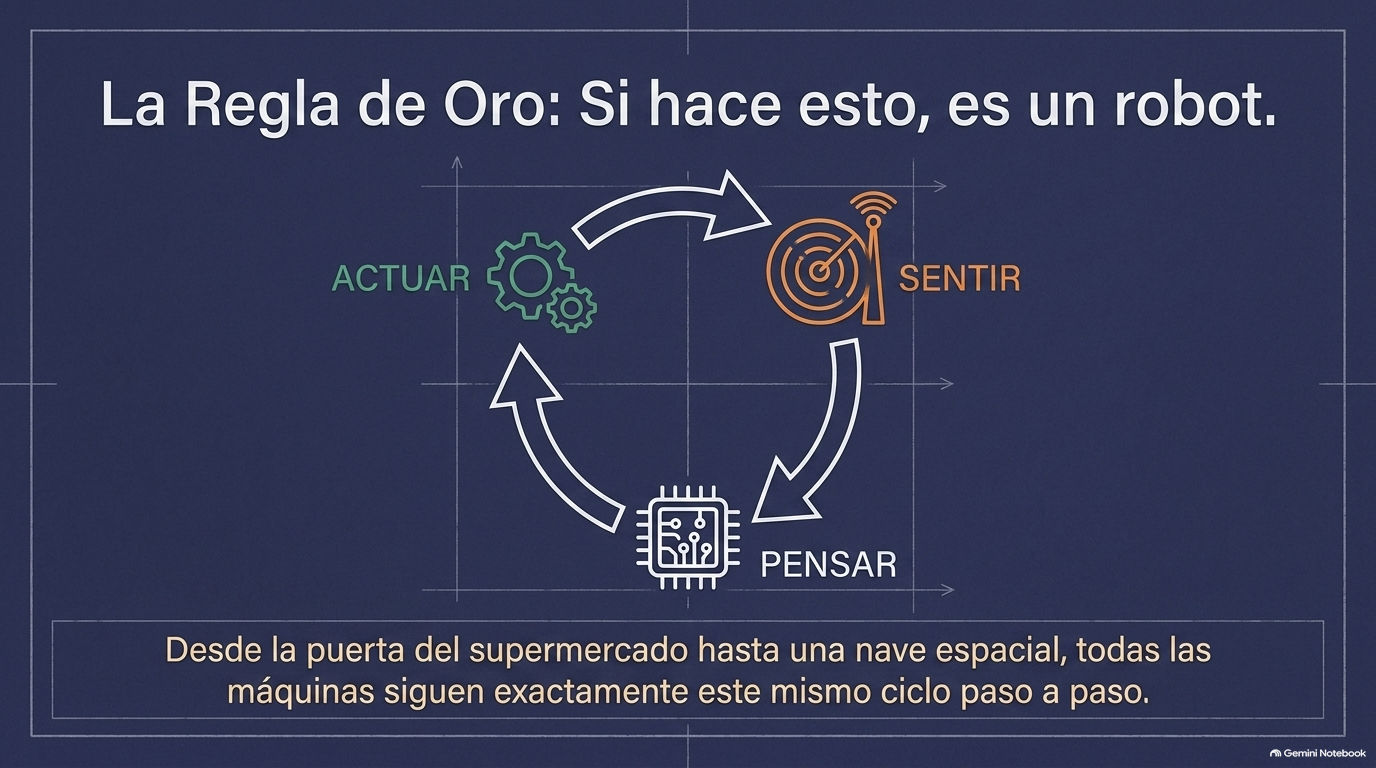 La Regla de Oro: Si hace esto, es un robot.
ACTUAR
SENTIR
PENSAR
Desde la puerta del supermercado hasta una nave espacial, todas las
máquinas siguen exactamente este mismo ciclo paso a paso.
Gemini Notebook